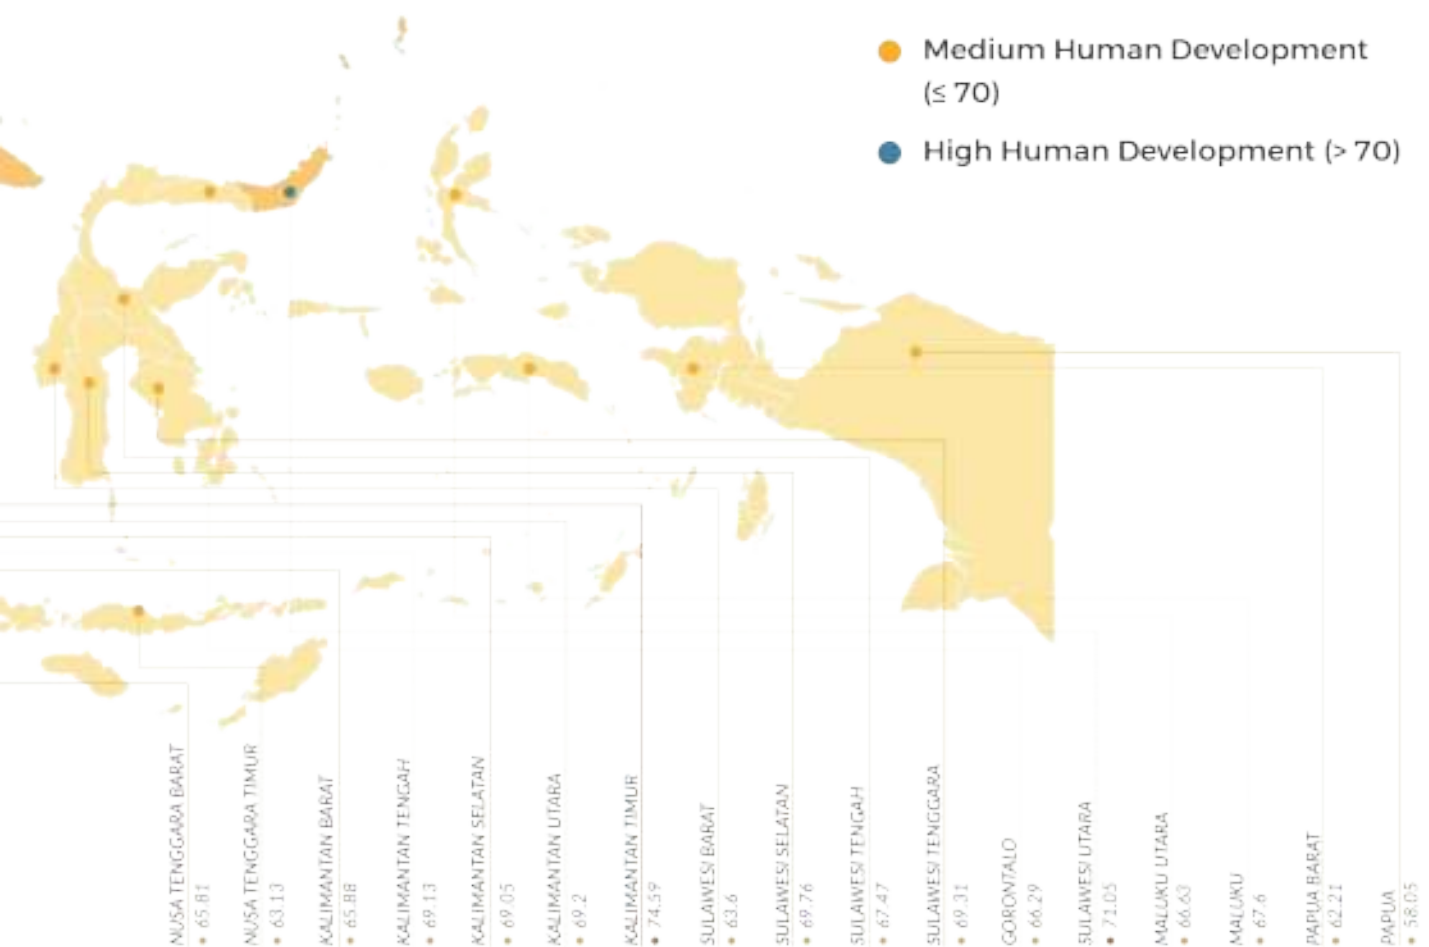 Medium Human Development
(≤ 70)
High Human Development (> 70)
NUSA TENGGARA BARAT
65.81
NUSA TENGGARA TIMUR
63.13
KALIMANTAN BARAT
65.88
KALIMANTAN TENGAH
69.13
KALIMANTAN SELATAN
69.05
KALIMANTAN UTARA
69.2
KALIMANTAN TIMUR
74.59
SULAWESI BARAT
63.6
SULAWESI SELATAN
69.76
SULAWESI TENGAH
67.47
SULAWESI TENGGARA
69.31
GORONTALO
66.29
SULAWESI UTARA
71.05
MALUKU UTARA
66.63
MALUKU
67.6
PAPUA BARAT
62.21
PAPUA
58.05